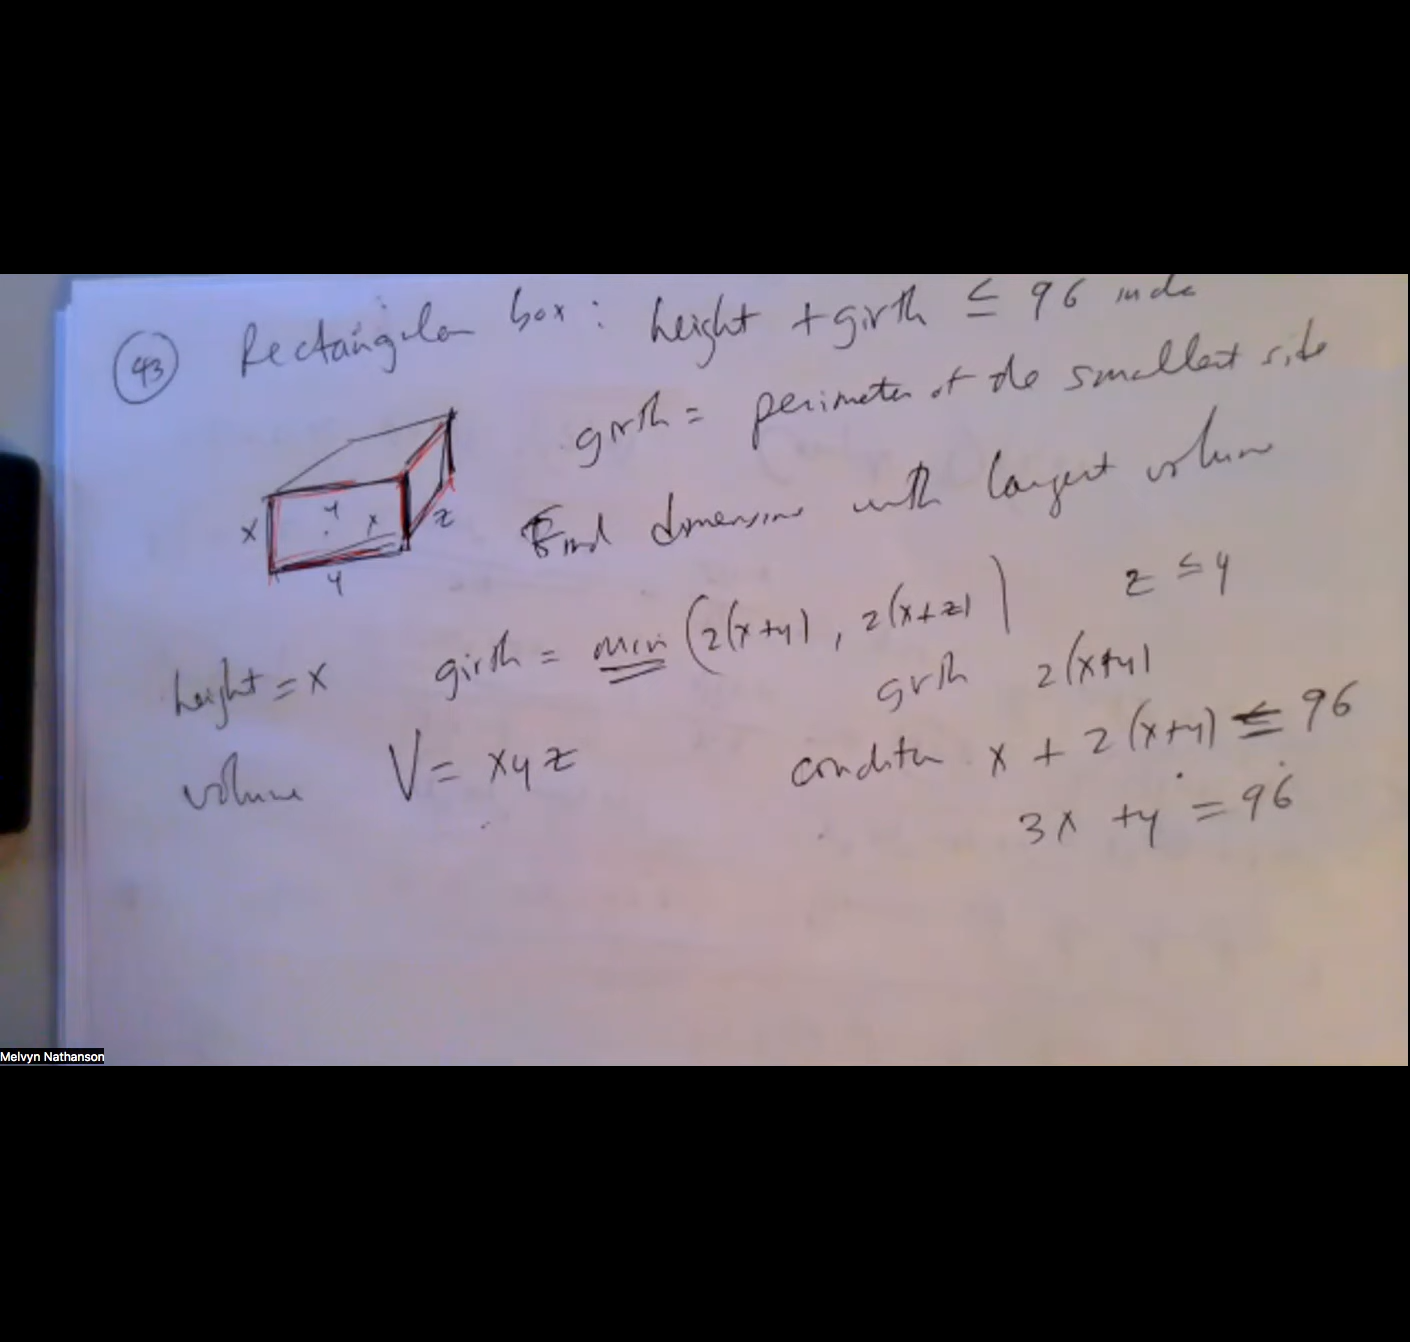 43 Rectangular box: height + girth ≤ 96 inche
girth = perimeter of the smallest side
Find dimensions with largest volume
x y x z
y
z ≤ y
height = x girth = min (2(x+y), 2(x+z))
girth 2(x+y)
volume V = xyz condition x + 2(x+y) ≤ 96
3x + y = 96
Melvyn Nathanson